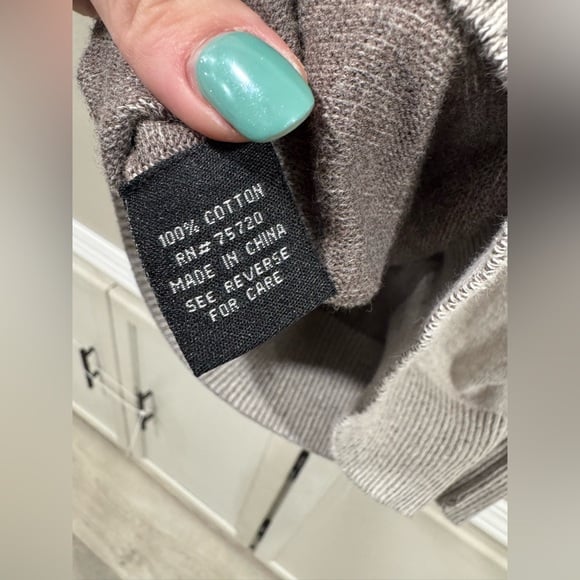 100% COTTON
RN# 75720
MADE IN CHINA
SEE REVERSE
FOR CARE